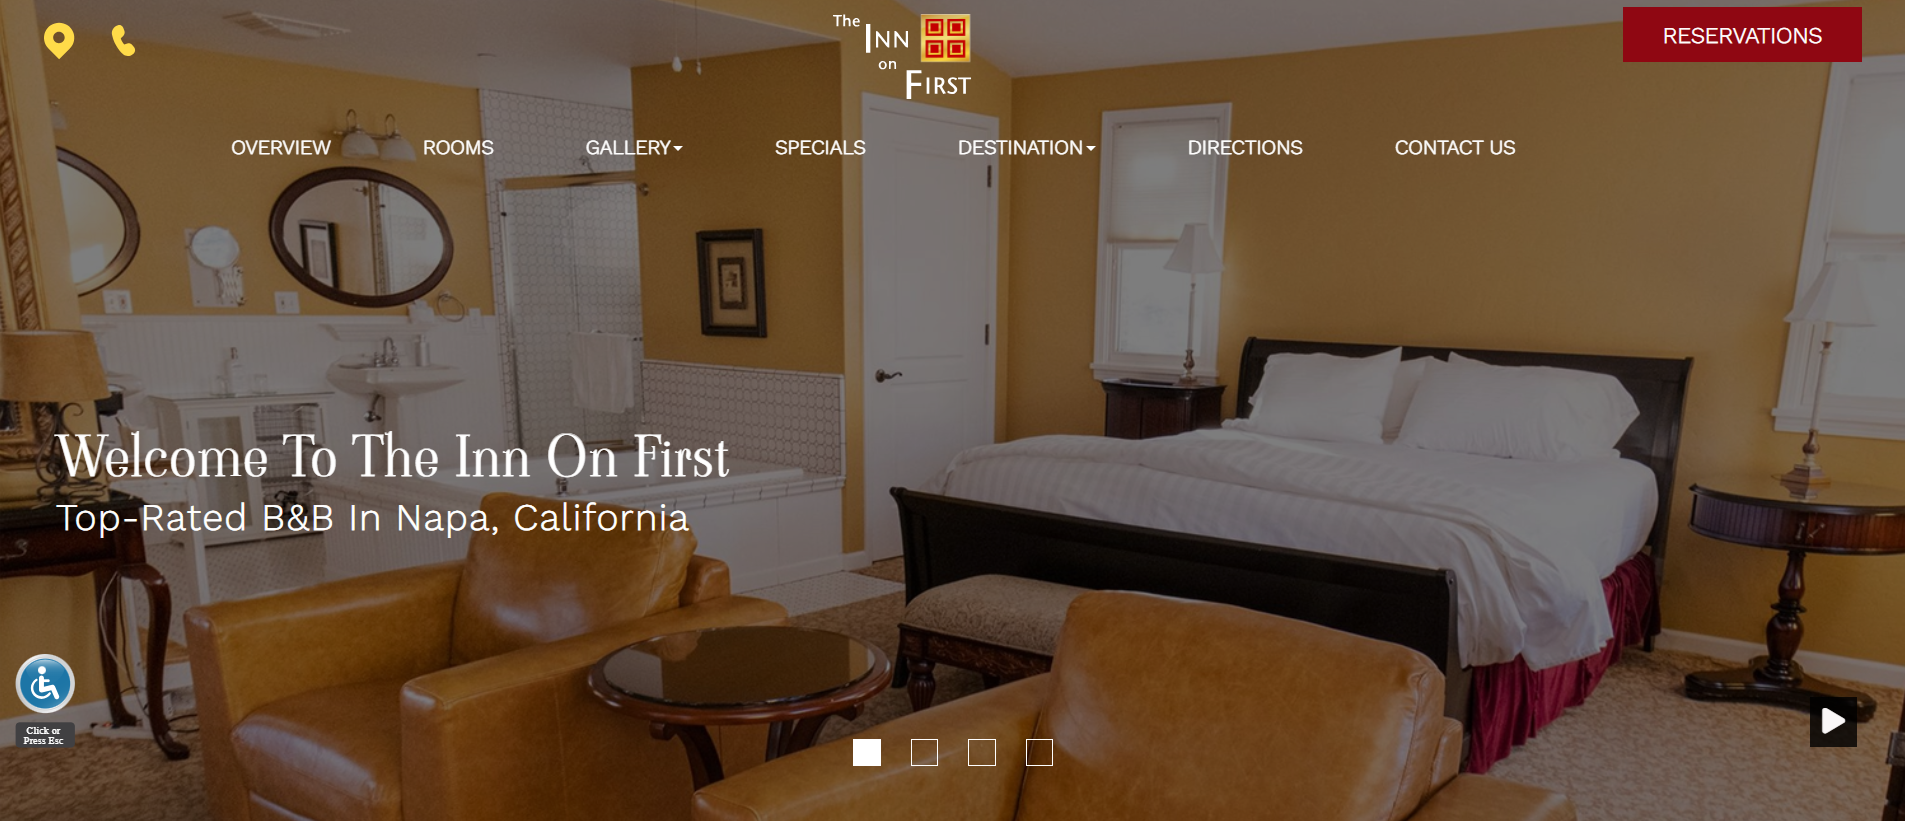 The
INN
on
FIRST
RESERVATIONS
OVERVIEW ROOMS GALLERY SPECIALS DESTINATION DIRECTIONS CONTACT US
Welcome To The Inn On First
Top-Rated B&B In Napa, California
Click or
Press Esc